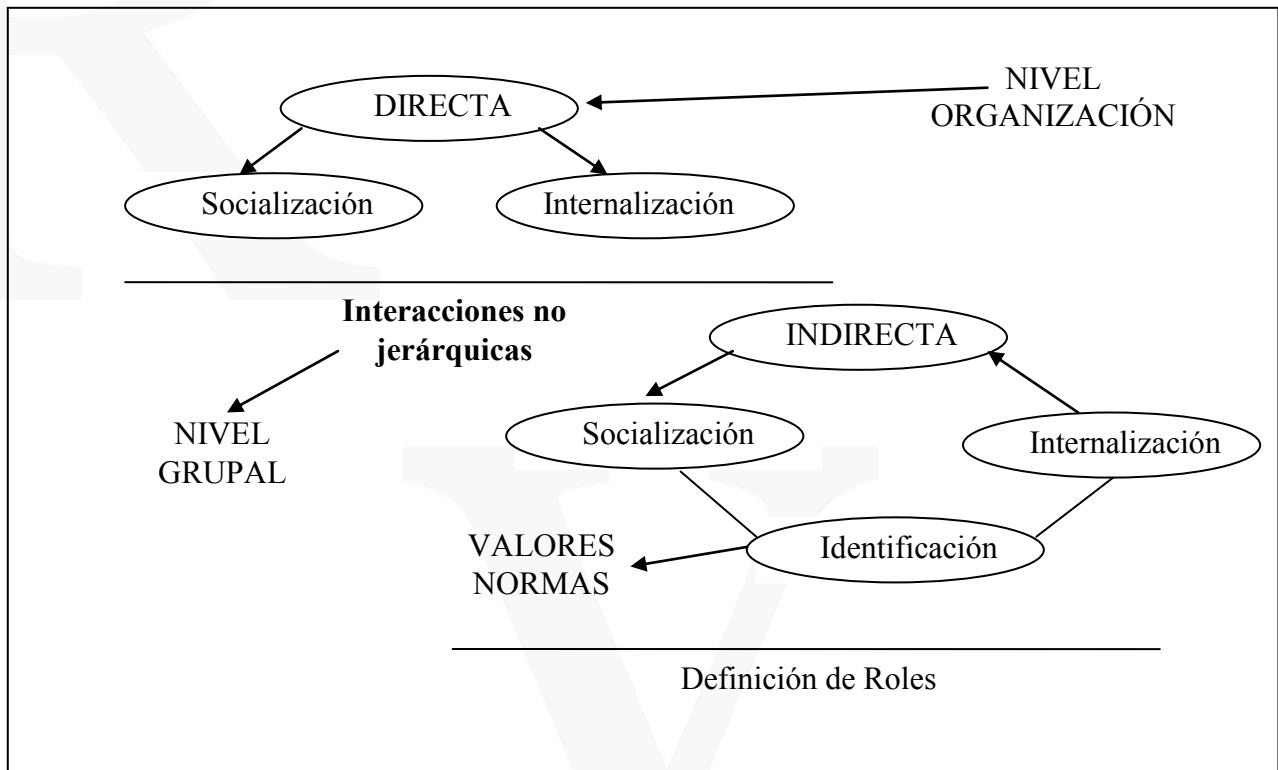 NIVEL
ORGANIZACIÓN
DIRECTA
Socialización
Internalización
Interacciones no
jerárquicas
INDIRECTA
NIVEL
GRUPAL
Socialización
Internalización
VALORES
NORMAS
Identificación
Definición de Roles